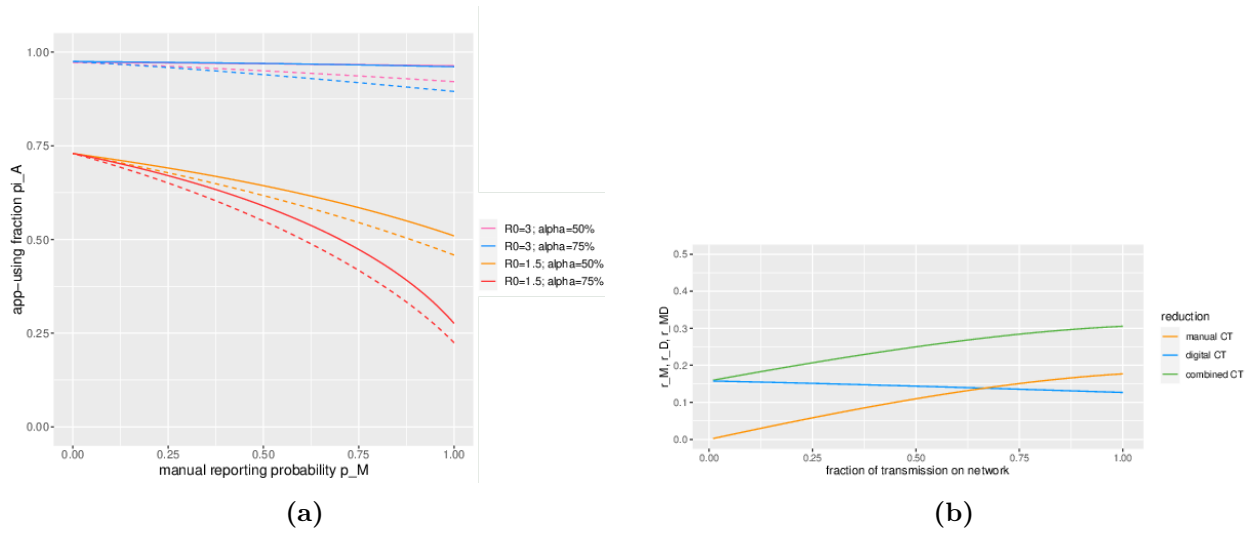 1.00
0.75
0.50
0.25
0.00
app-using fraction pi_A
0.00 0.25 0.50 0.75 1.00
manual reporting probability p_M
R0=3; alpha=50%
R0=3; alpha=75%
R0=1.5; alpha=50%
R0=1.5; alpha=75%
(a)
0.5
0.4
0.3
0.2
0.1
0.0
r_M, r_D, r_MD
0.00 0.25 0.50 0.75 1.00
fraction of transmission on network
reduction
manual CT
digital CT
combined CT
(b)